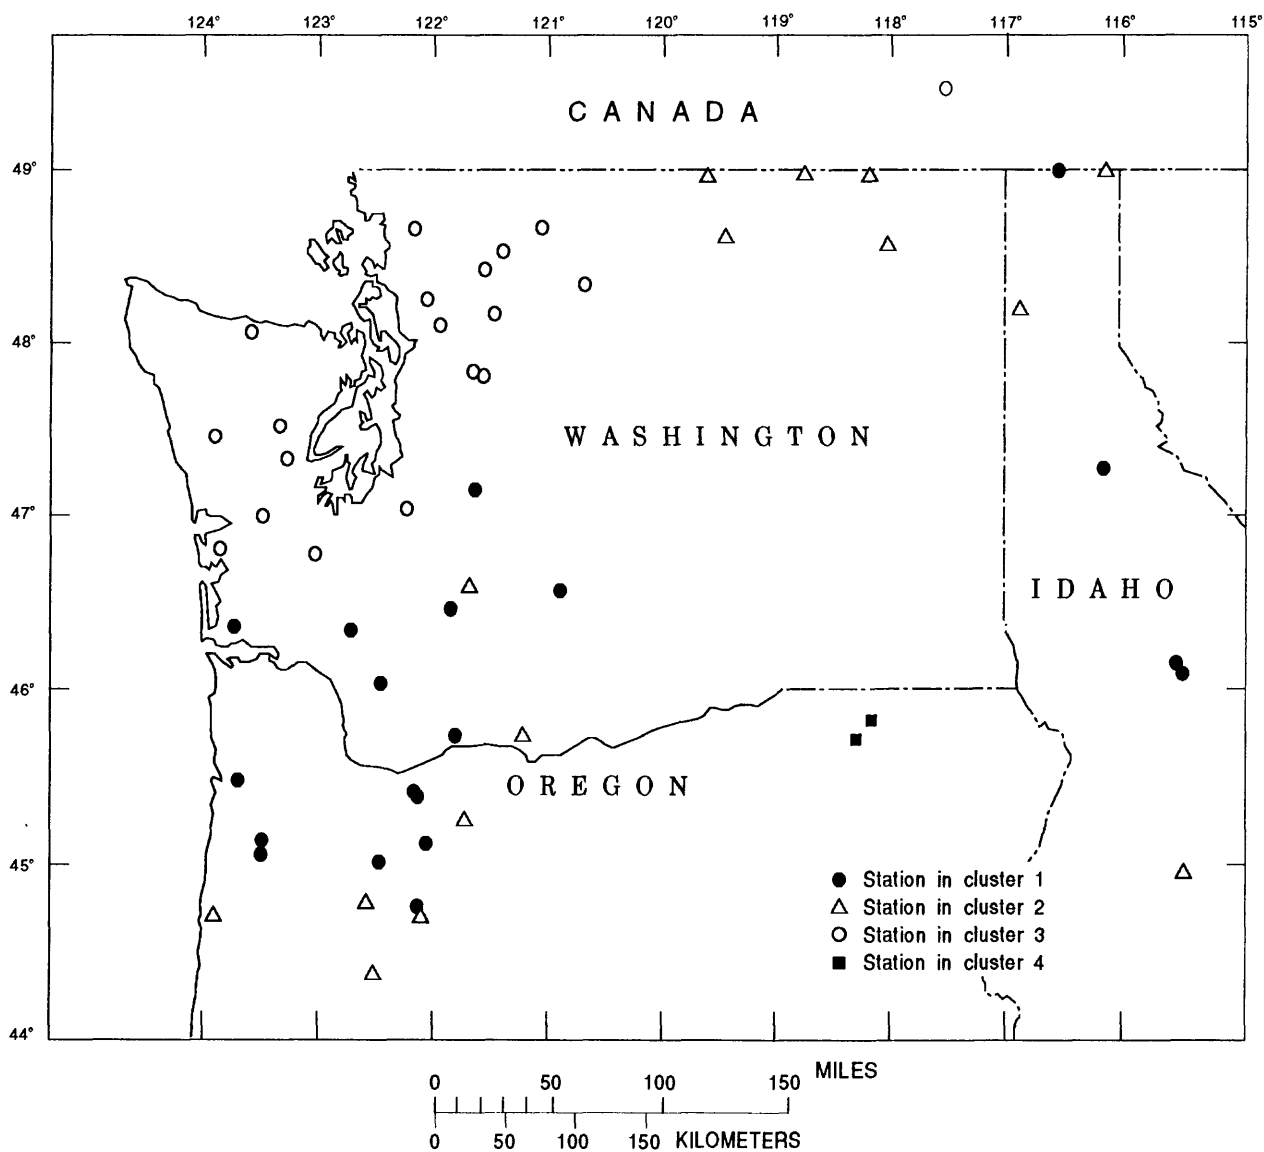 124° 123° 122° 121° 120° 119° 118° 117° 116° 115°
CANADA
49°
48°
WASHINGTON
47°
IDAHO
46°
OREGON
45°
Station in cluster 1
Station in cluster 2
Station in cluster 3
Station in cluster 4
44°
MILES
0 50 100 150
0 50 100 150 KILOMETERS